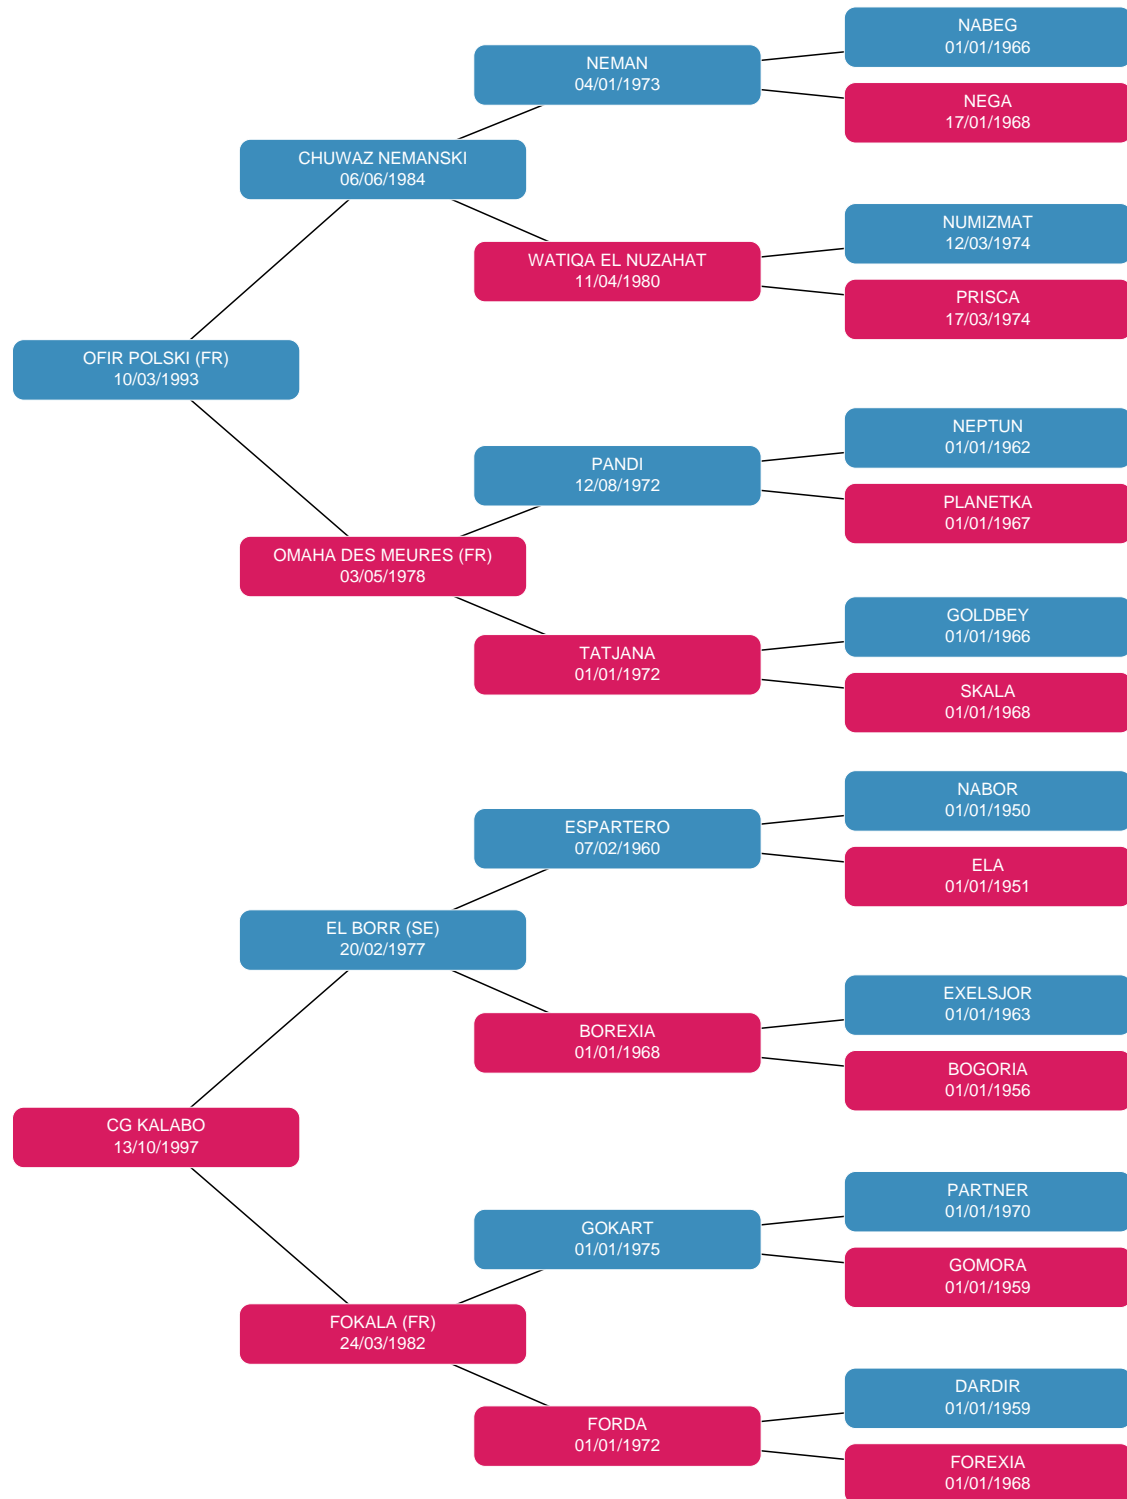 NABEG
01/01/1966
NEMAN
04/01/1973
NEGA
17/01/1968
CHUWAZ NEMANSKI
06/06/1984
NUMIZMAT
12/03/1974
WATIQA EL NUZAHAT
11/04/1980
PRISCA
17/03/1974
OFIR POLSKI (FR)
10/03/1993
NEPTUN
01/01/1962
PANDI
12/08/1972
PLANETKA
01/01/1967
OMAHA DES MEURES (FR)
03/05/1978
GOLDBEY
01/01/1966
TATJANA
01/01/1972
SKALA
01/01/1968
NABOR
01/01/1950
ESPARTERO
07/02/1960
ELA
01/01/1951
EL BORR (SE)
20/02/1977
EXELSJOR
01/01/1963
BOREXIA
01/01/1968
BOGORIA
01/01/1956
CG KALABO
13/10/1997
PARTNER
01/01/1970
GOKART
01/01/1975
GOMORA
01/01/1959
FOKALA (FR)
24/03/1982
DARDIR
01/01/1959
FORDA
01/01/1972
FOREXIA
01/01/1968